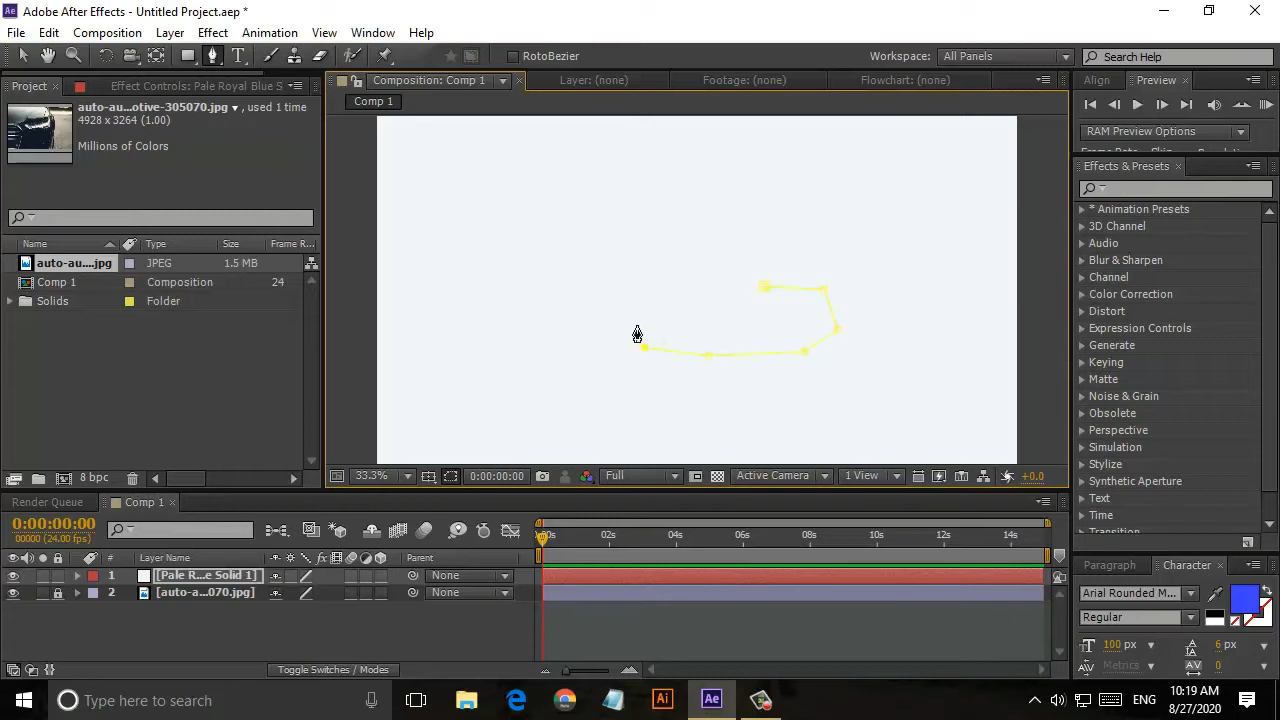 Adobe After Effects - Untitled Project.aep *
File Edit Composition Layer Effect Animation View Window Help
RotoBezier
Workspace: All Panels
Search Help
Project
Effect Controls: Pale Royal Blue S
Composition: Comp 1
Layer: (none)
Footage: (none)
Flowchart: (none)
Align
Preview
Comp 1
auto-au...otive-305070.jpg ▼ , used 1 time
4928 x 3264 (1.00)
Millions of Colors
RAM Preview Options
Effects & Presets
* Animation Presets
3D Channel
Audio
Blur & Sharpen
Channel
Color Correction
Distort
Expression Controls
Generate
Keying
Matte
Noise & Grain
Obsolete
Perspective
Simulation
Stylize
Synthetic Aperture
Text
Time
Transition
Name Type Size Frame R...
auto-au....jpg JPEG 1.5 MB
Comp 1 Composition 24
Solids Folder
8 bpc
33.3% 0:00:00:00 Full Active Camera 1 View +0.0
Render Queue
Comp 1
0:00:00:00
00000 (24.00 fps)
02s 04s 06s 08s 10s 12s 14s
# Layer Name Parent
1 [Pale R...e Solid 1] None
2 [auto-a...070.jpg] None
Toggle Switches / Modes
Paragraph
Character
Arial Rounded M...
Regular
100 px
6 px
Metrics
0
Type here to search
ENG
10:19 AM
8/27/2020